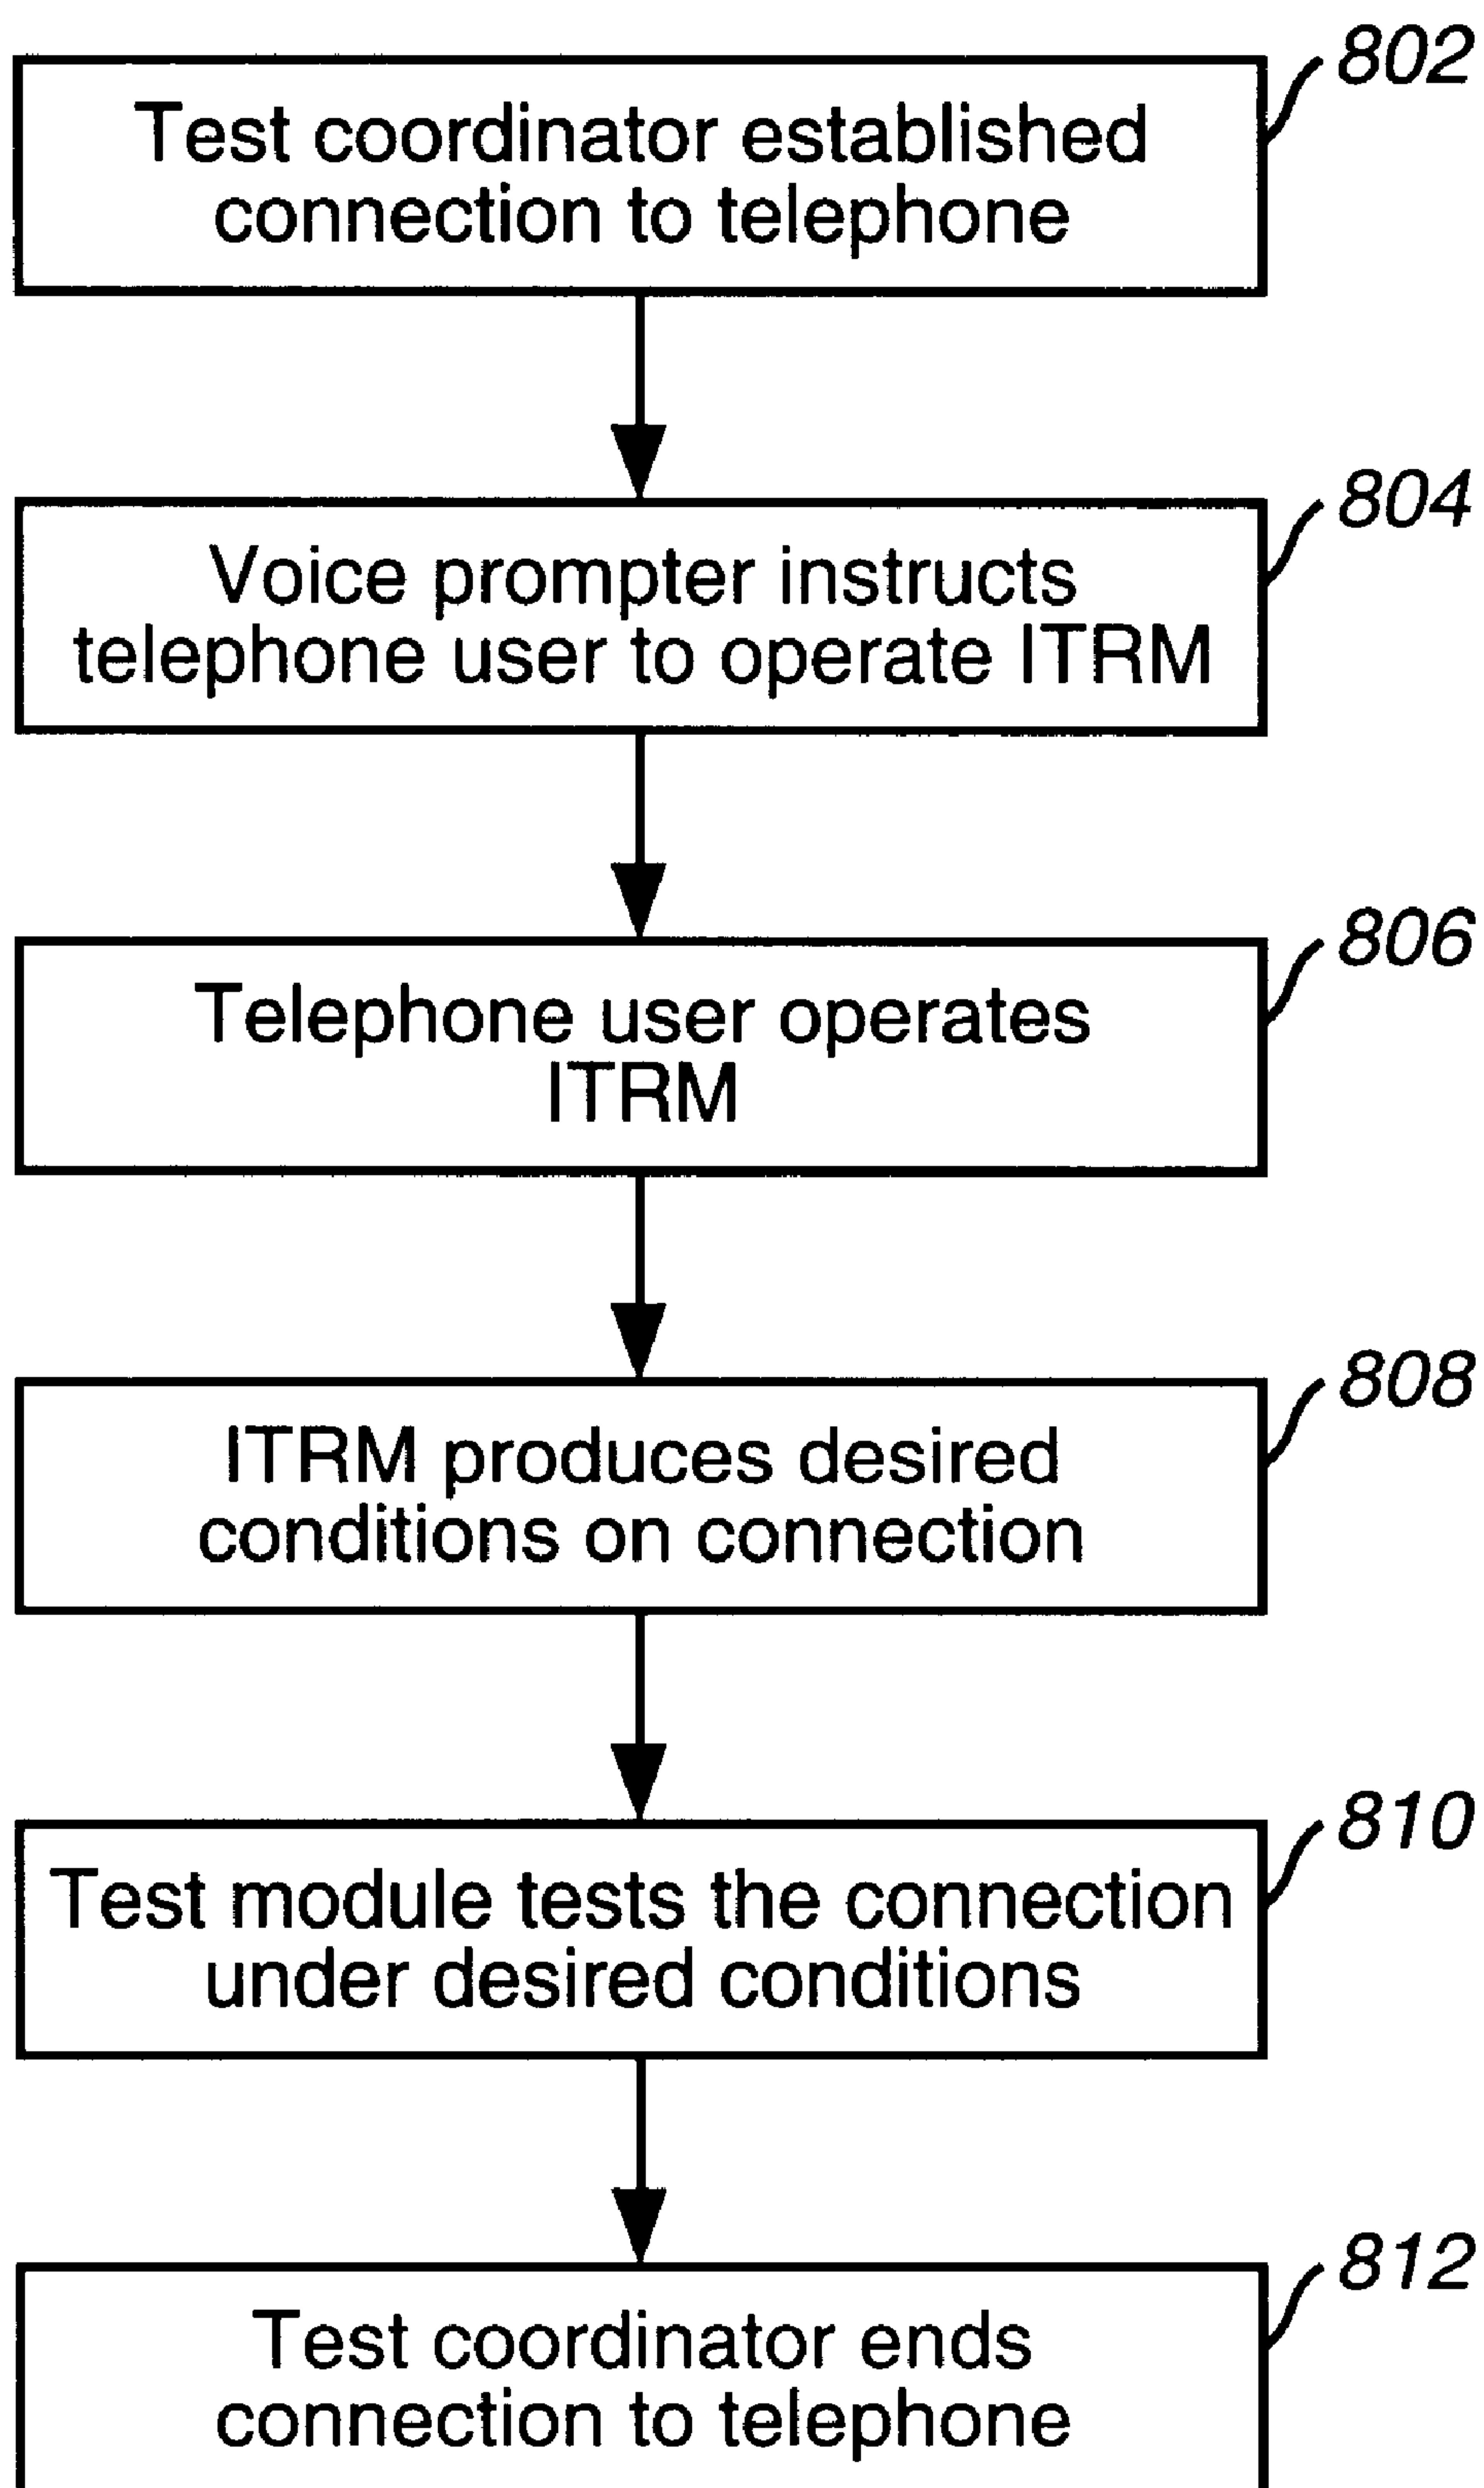 802
Test coordinator established
connection to telephone
804
Voice prompter instructs
telephone user to operate ITRM
806
Telephone user operates
ITRM
808
ITRM produces desired
conditions on connection
810
Test module tests the connection
under desired conditions
812
Test coordinator ends
connection to telephone